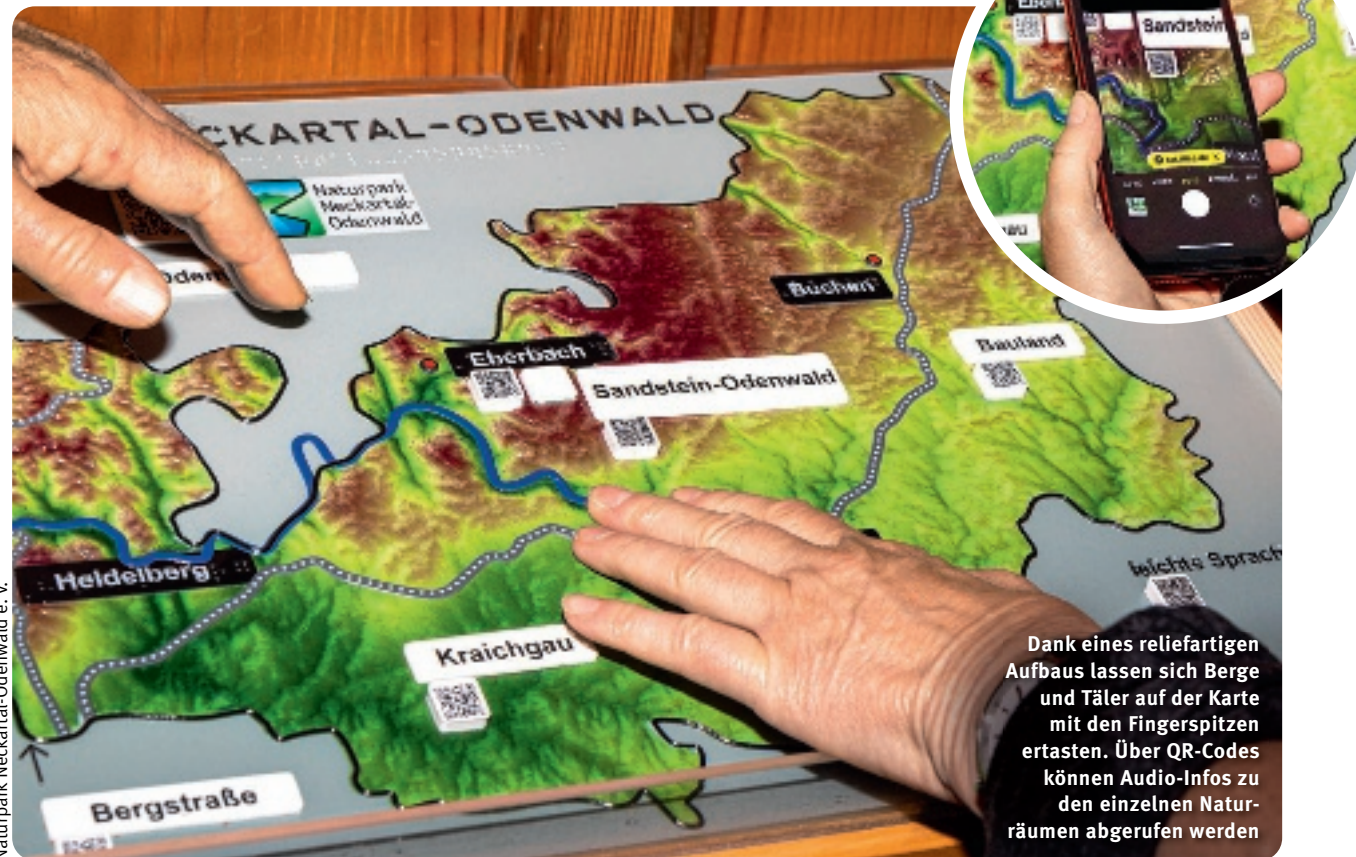 CKARTAL-ODENWALD
Naturpark
Neckartal-
Odenwald
Sandstein
Buchen
Bauland
Eberbach
Sandstein-Odenwald
Heidelberg
leichte Sprach
Kraichgau
Bergstraße
Dank eines reliefartigen
Aufbaus lassen sich Berge
und Täler auf der Karte
mit den Fingerspitzen
ertasten. Über QR-Codes
können Audio-Infos zu
den einzelnen Natur-
räumen abgerufen werden
Naturpark Neckartal-Odenwald e. V.